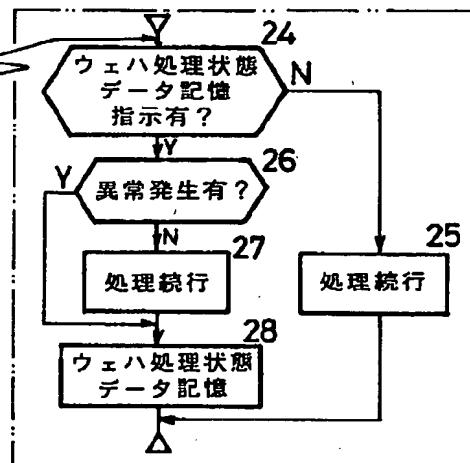 24
ウェハ処理状態
データ記憶
指示有?
N
Y
26
Y
異常発生有?
N
27
処理続行
25
処理続行
28
ウェハ処理状態
データ記憶